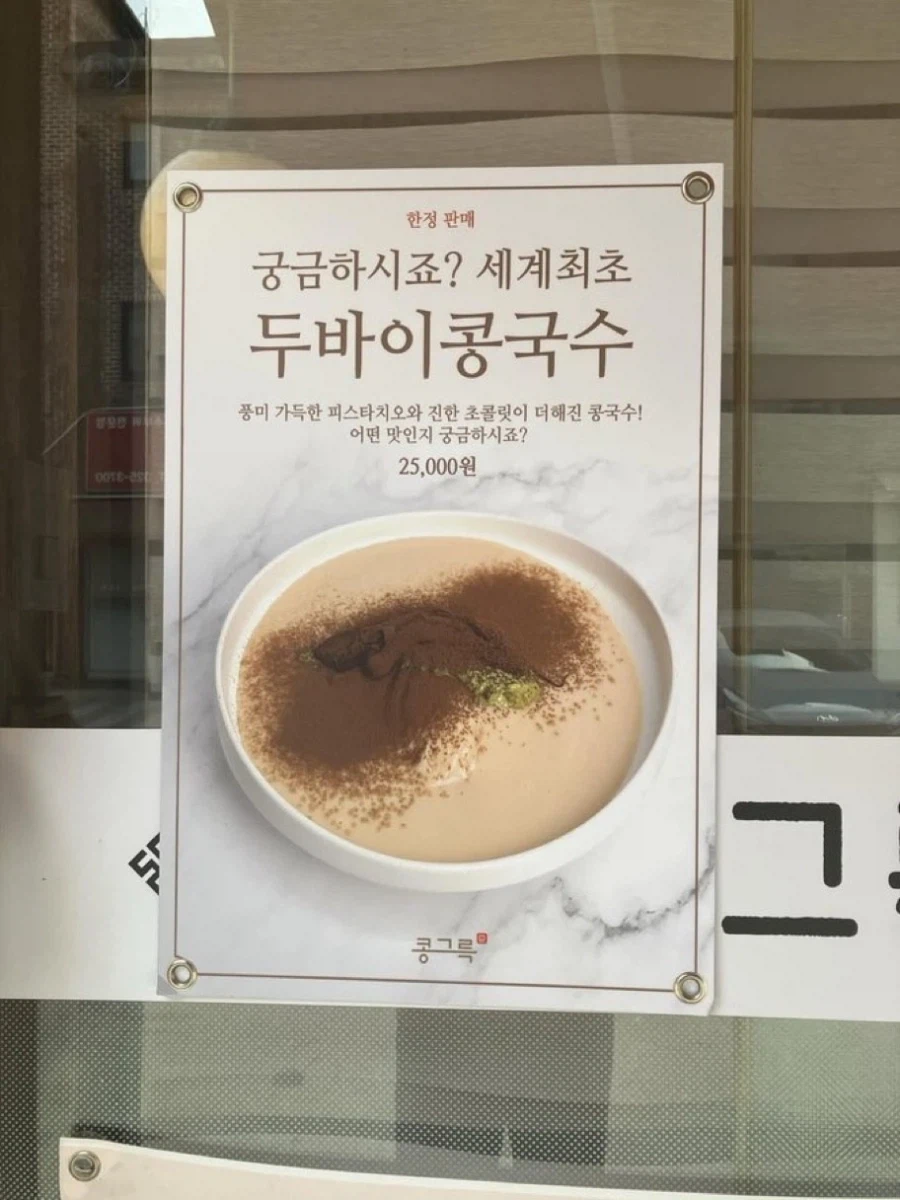 한정 판매
궁금하시죠? 세계최초
두바이콩국수
풍미 가득한 피스타치오와 진한 초콜릿이 더해진 콩국수!
어떤 맛인지 궁금하시죠?
25,000원
콩그륵
그